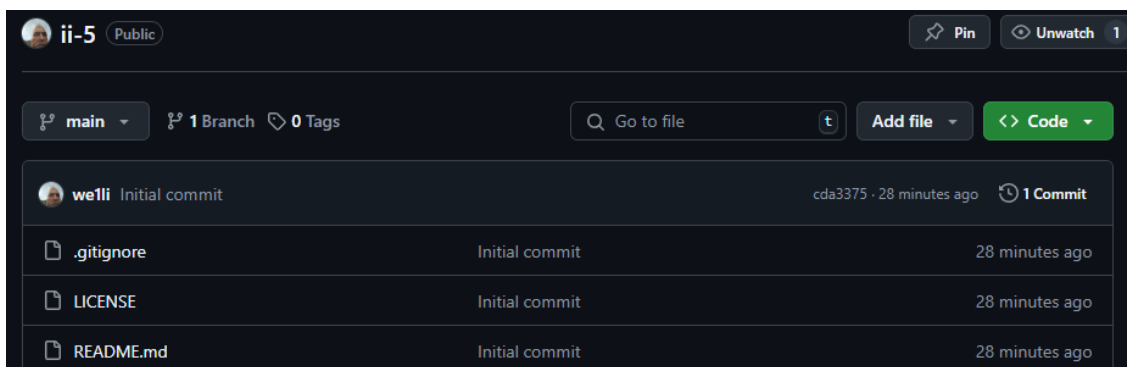 ii-5 Public Pin Unwatch 1
main 1 Branch 0 Tags Go to file t Add file Code
we1li Initial commit cda3375 · 28 minutes ago 1 Commit
.gitignore Initial commit 28 minutes ago
LICENSE Initial commit 28 minutes ago
README.md Initial commit 28 minutes ago